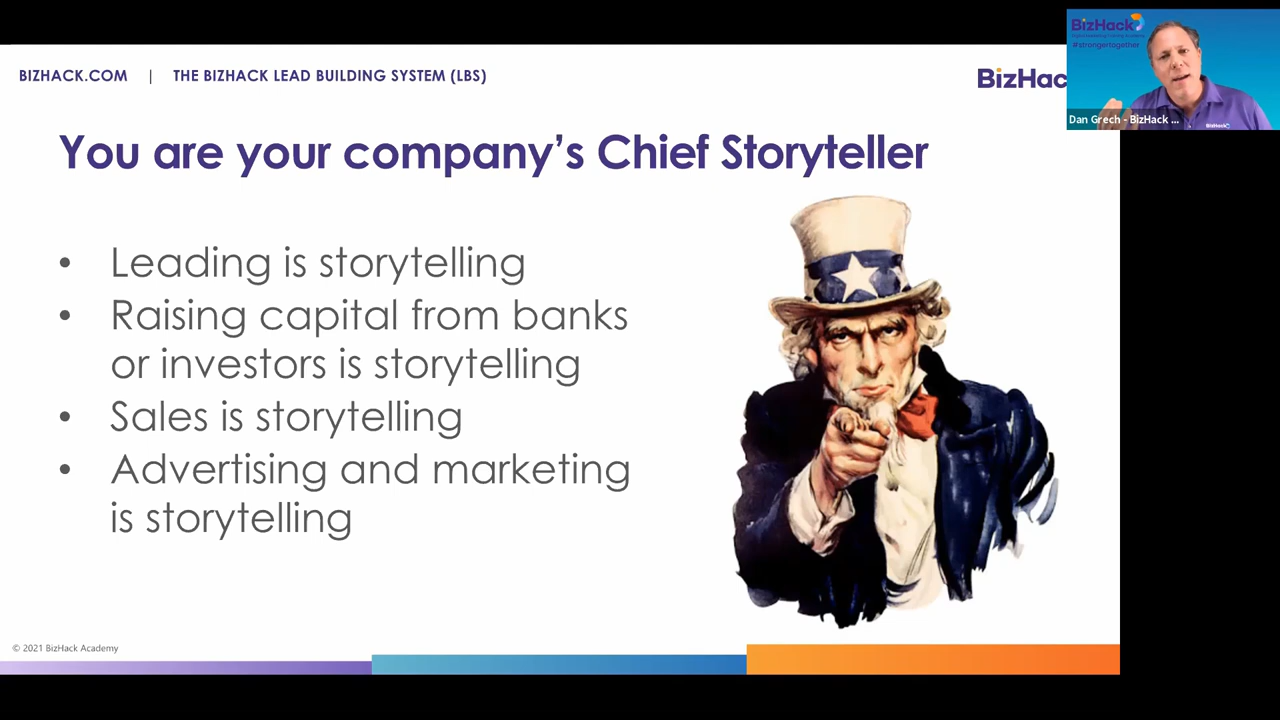 BIZHACK.COM | THE BIZHACK LEAD BUILDING SYSTEM (LBS)
BizHac
BizHack
#strongertogether
Dan Grech - BizHack ...
BizHack
You are your company's Chief Storyteller
• Leading is storytelling
• Raising capital from banks
or investors is storytelling
• Sales is storytelling
• Advertising and marketing
is storytelling
© 2021 BizHack Academy